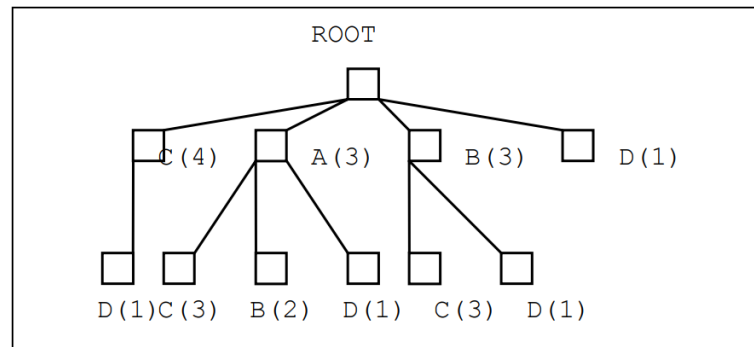 ROOT
C(4) A(3) B(3) D(1)
D(1)C(3) B(2) D(1) C(3) D(1)